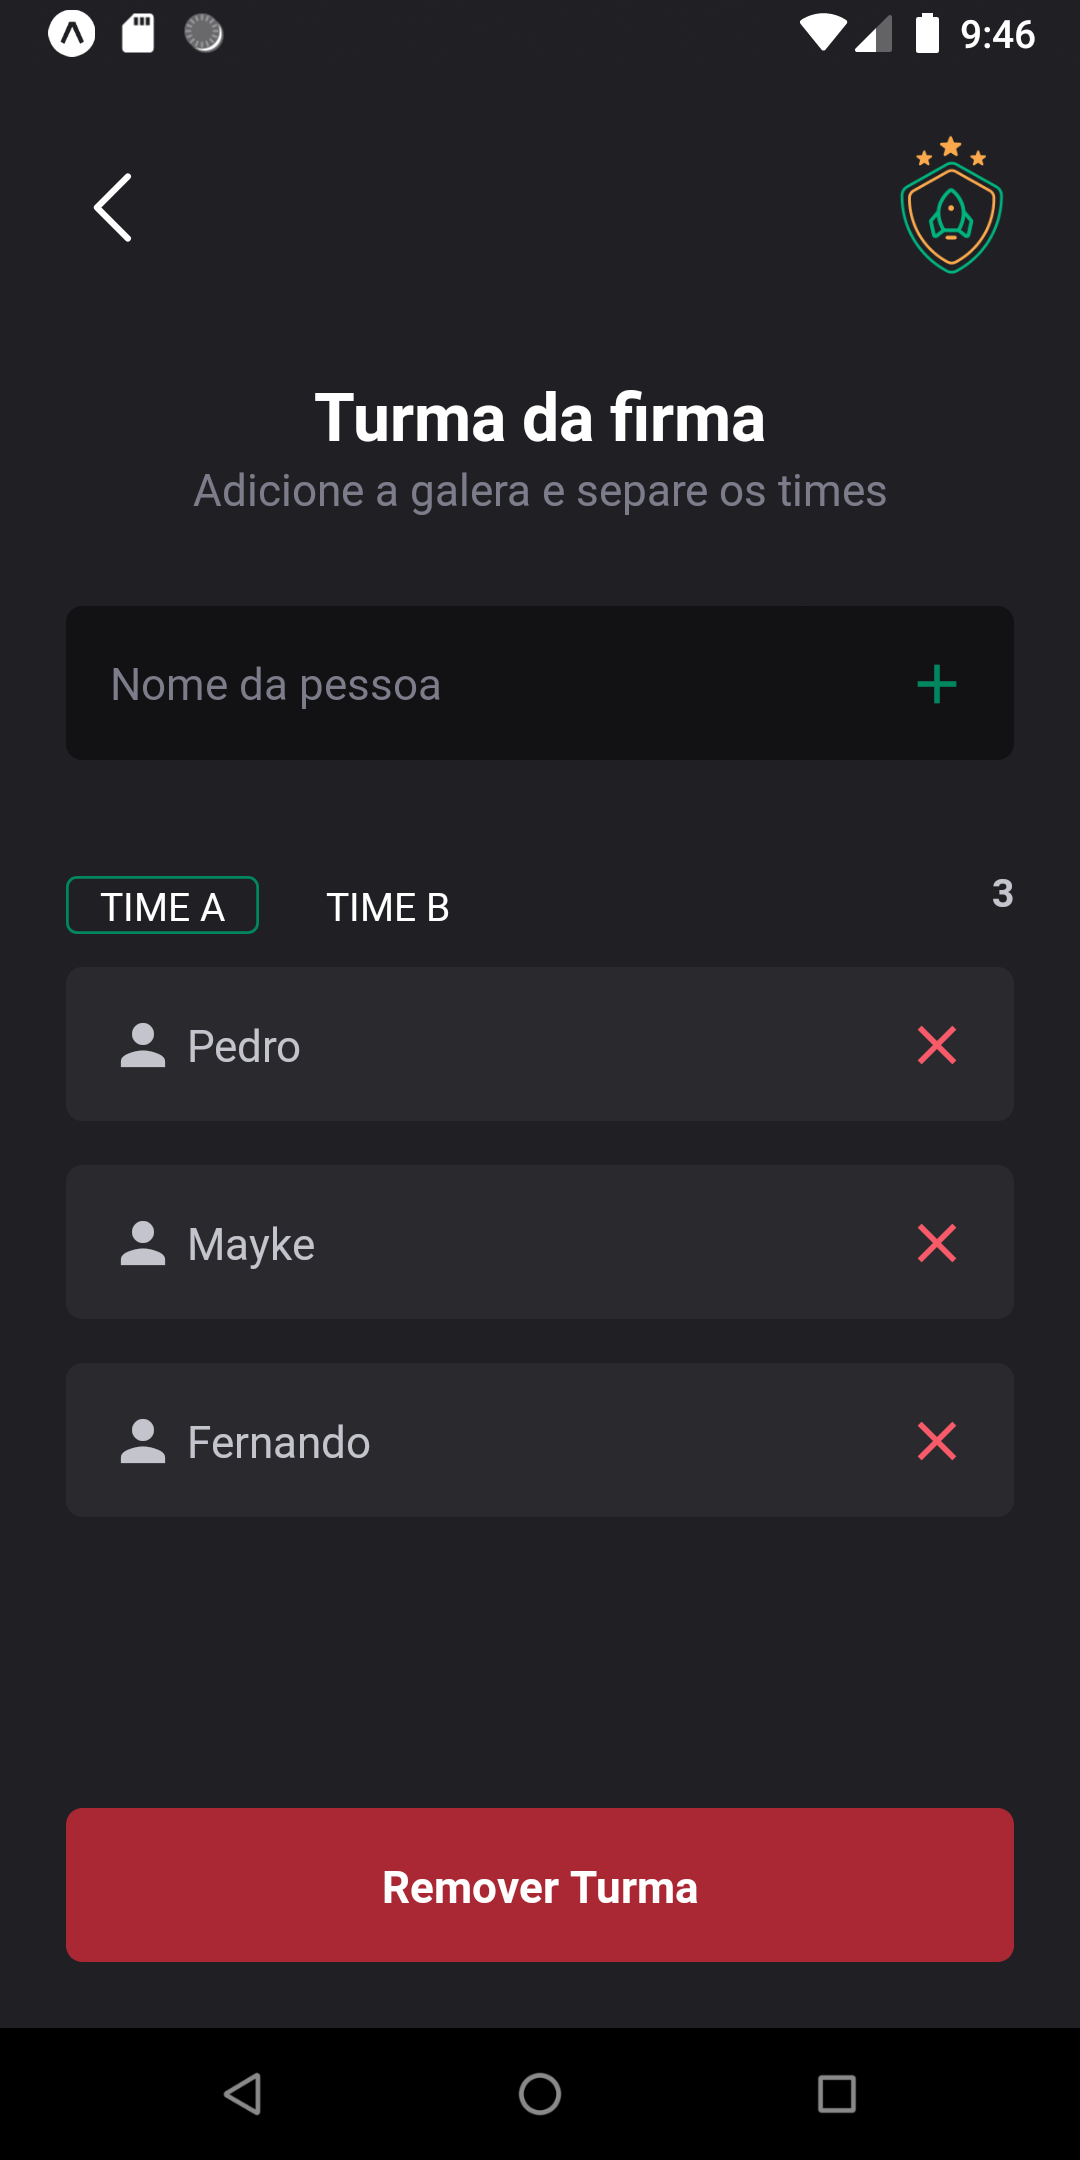 9:46
Turma da firma
Adicione a galera e separe os times
Nome da pessoa
TIME A TIME B 3
Pedro
Mayke
Fernando
Remover Turma